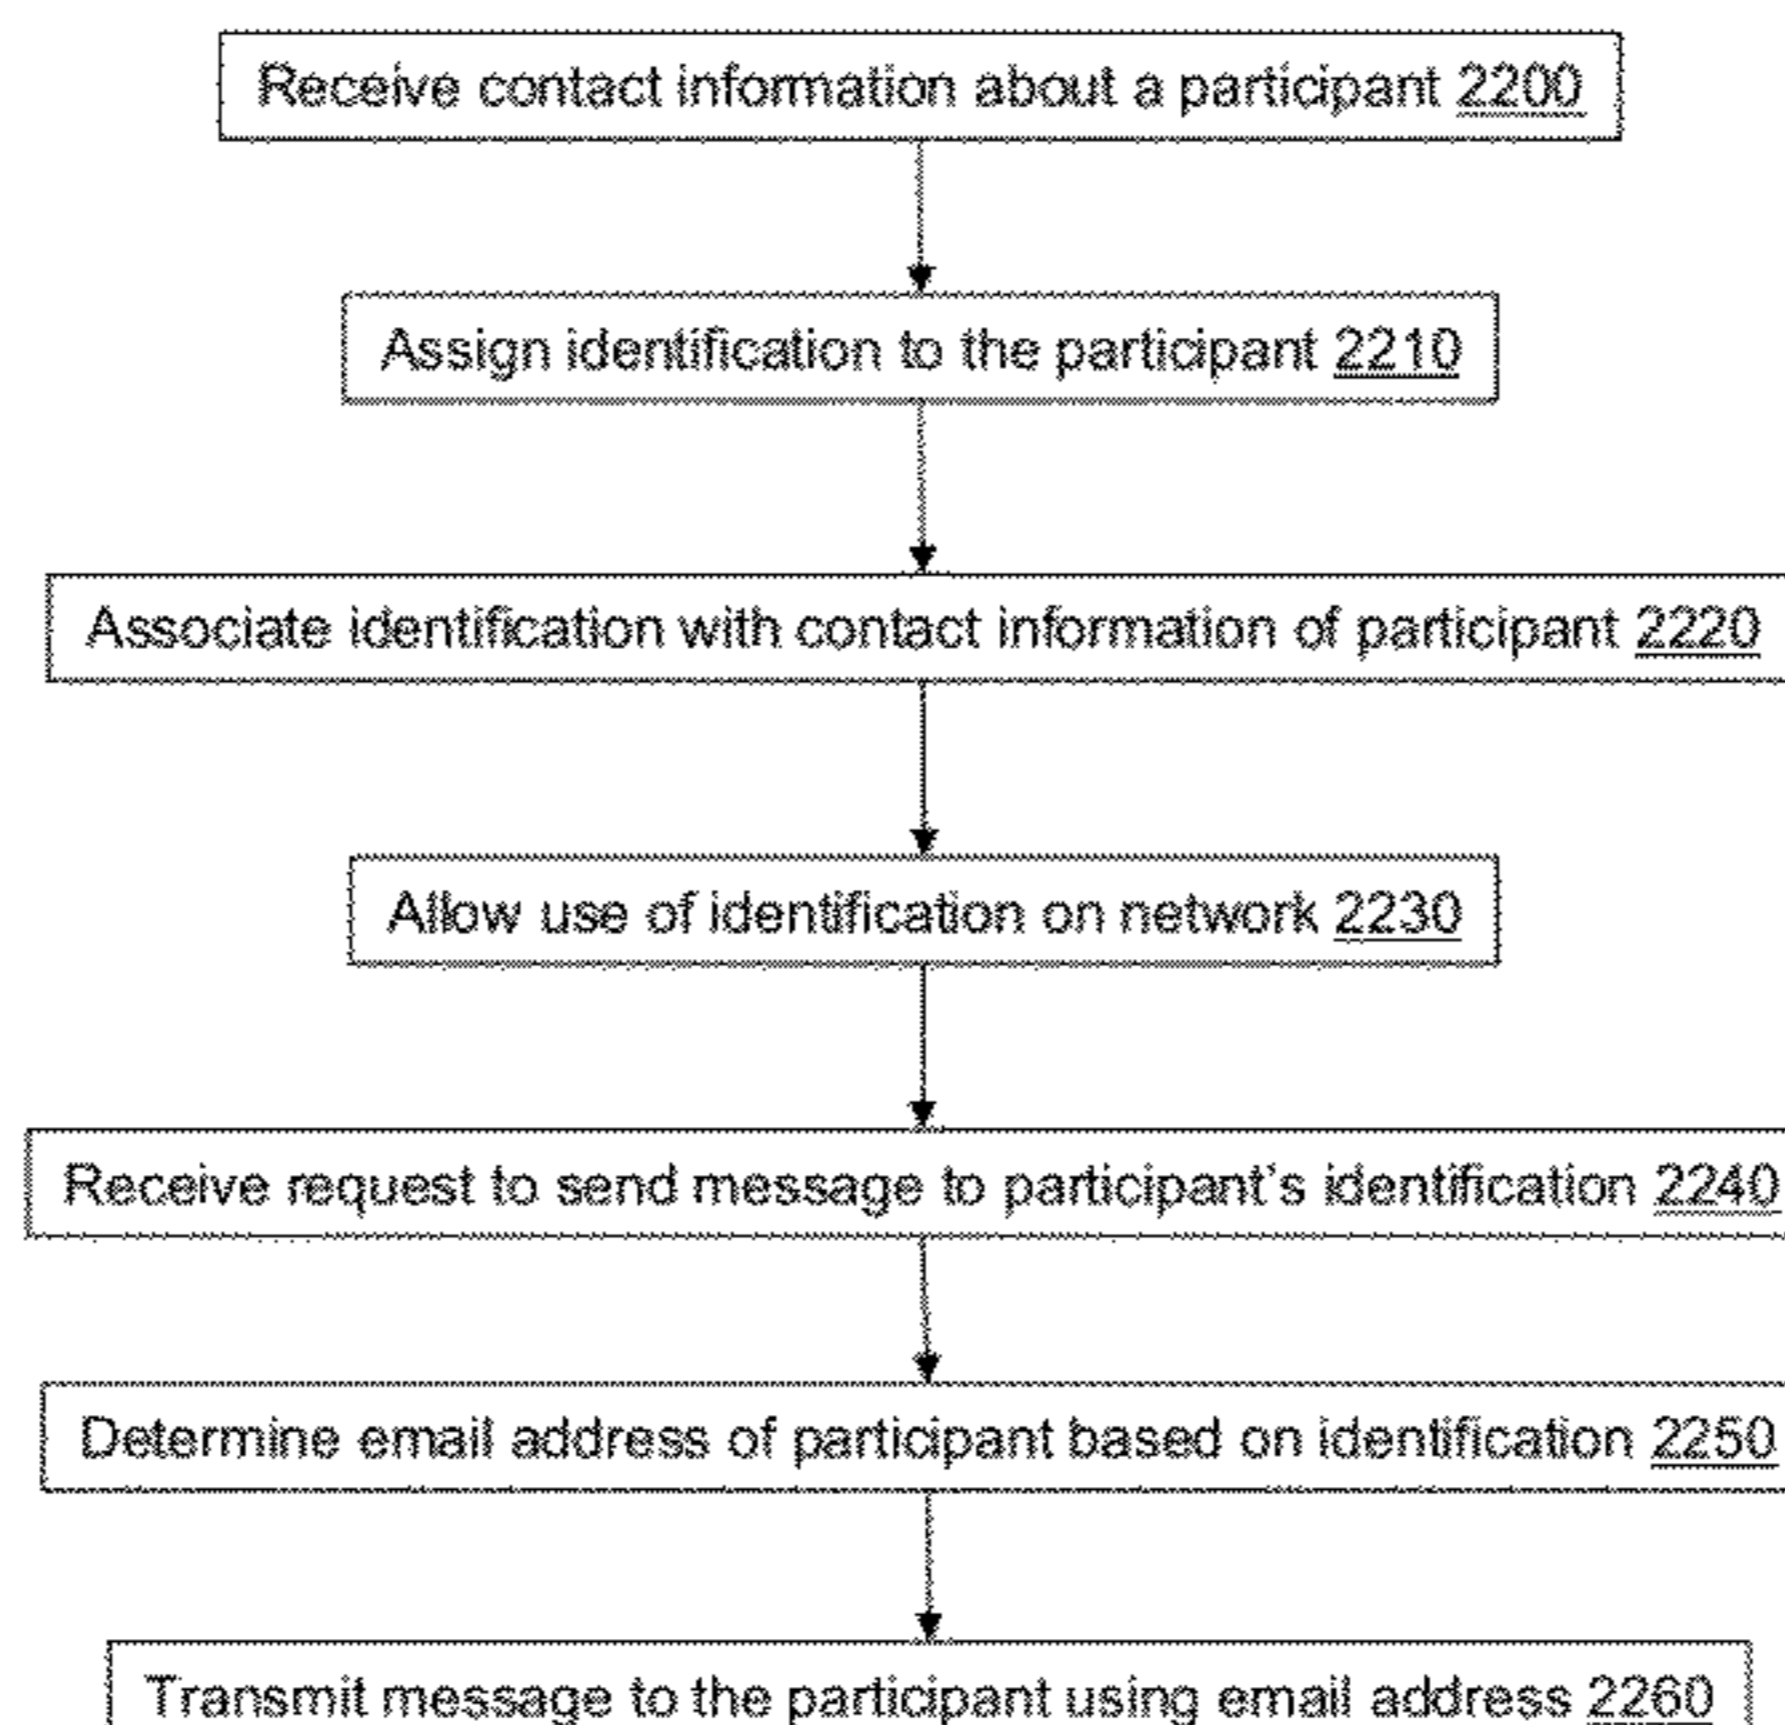 Receive contact information about a participant 2200
Assign identification to the participant 2210
Associate identification with contact information of participant 2220
Allow use of identification on network 2230
Receive request to send message to participant's identification 2240
Determine email address of participant based on identification 2250
Transmit message to the participant using email address 2260